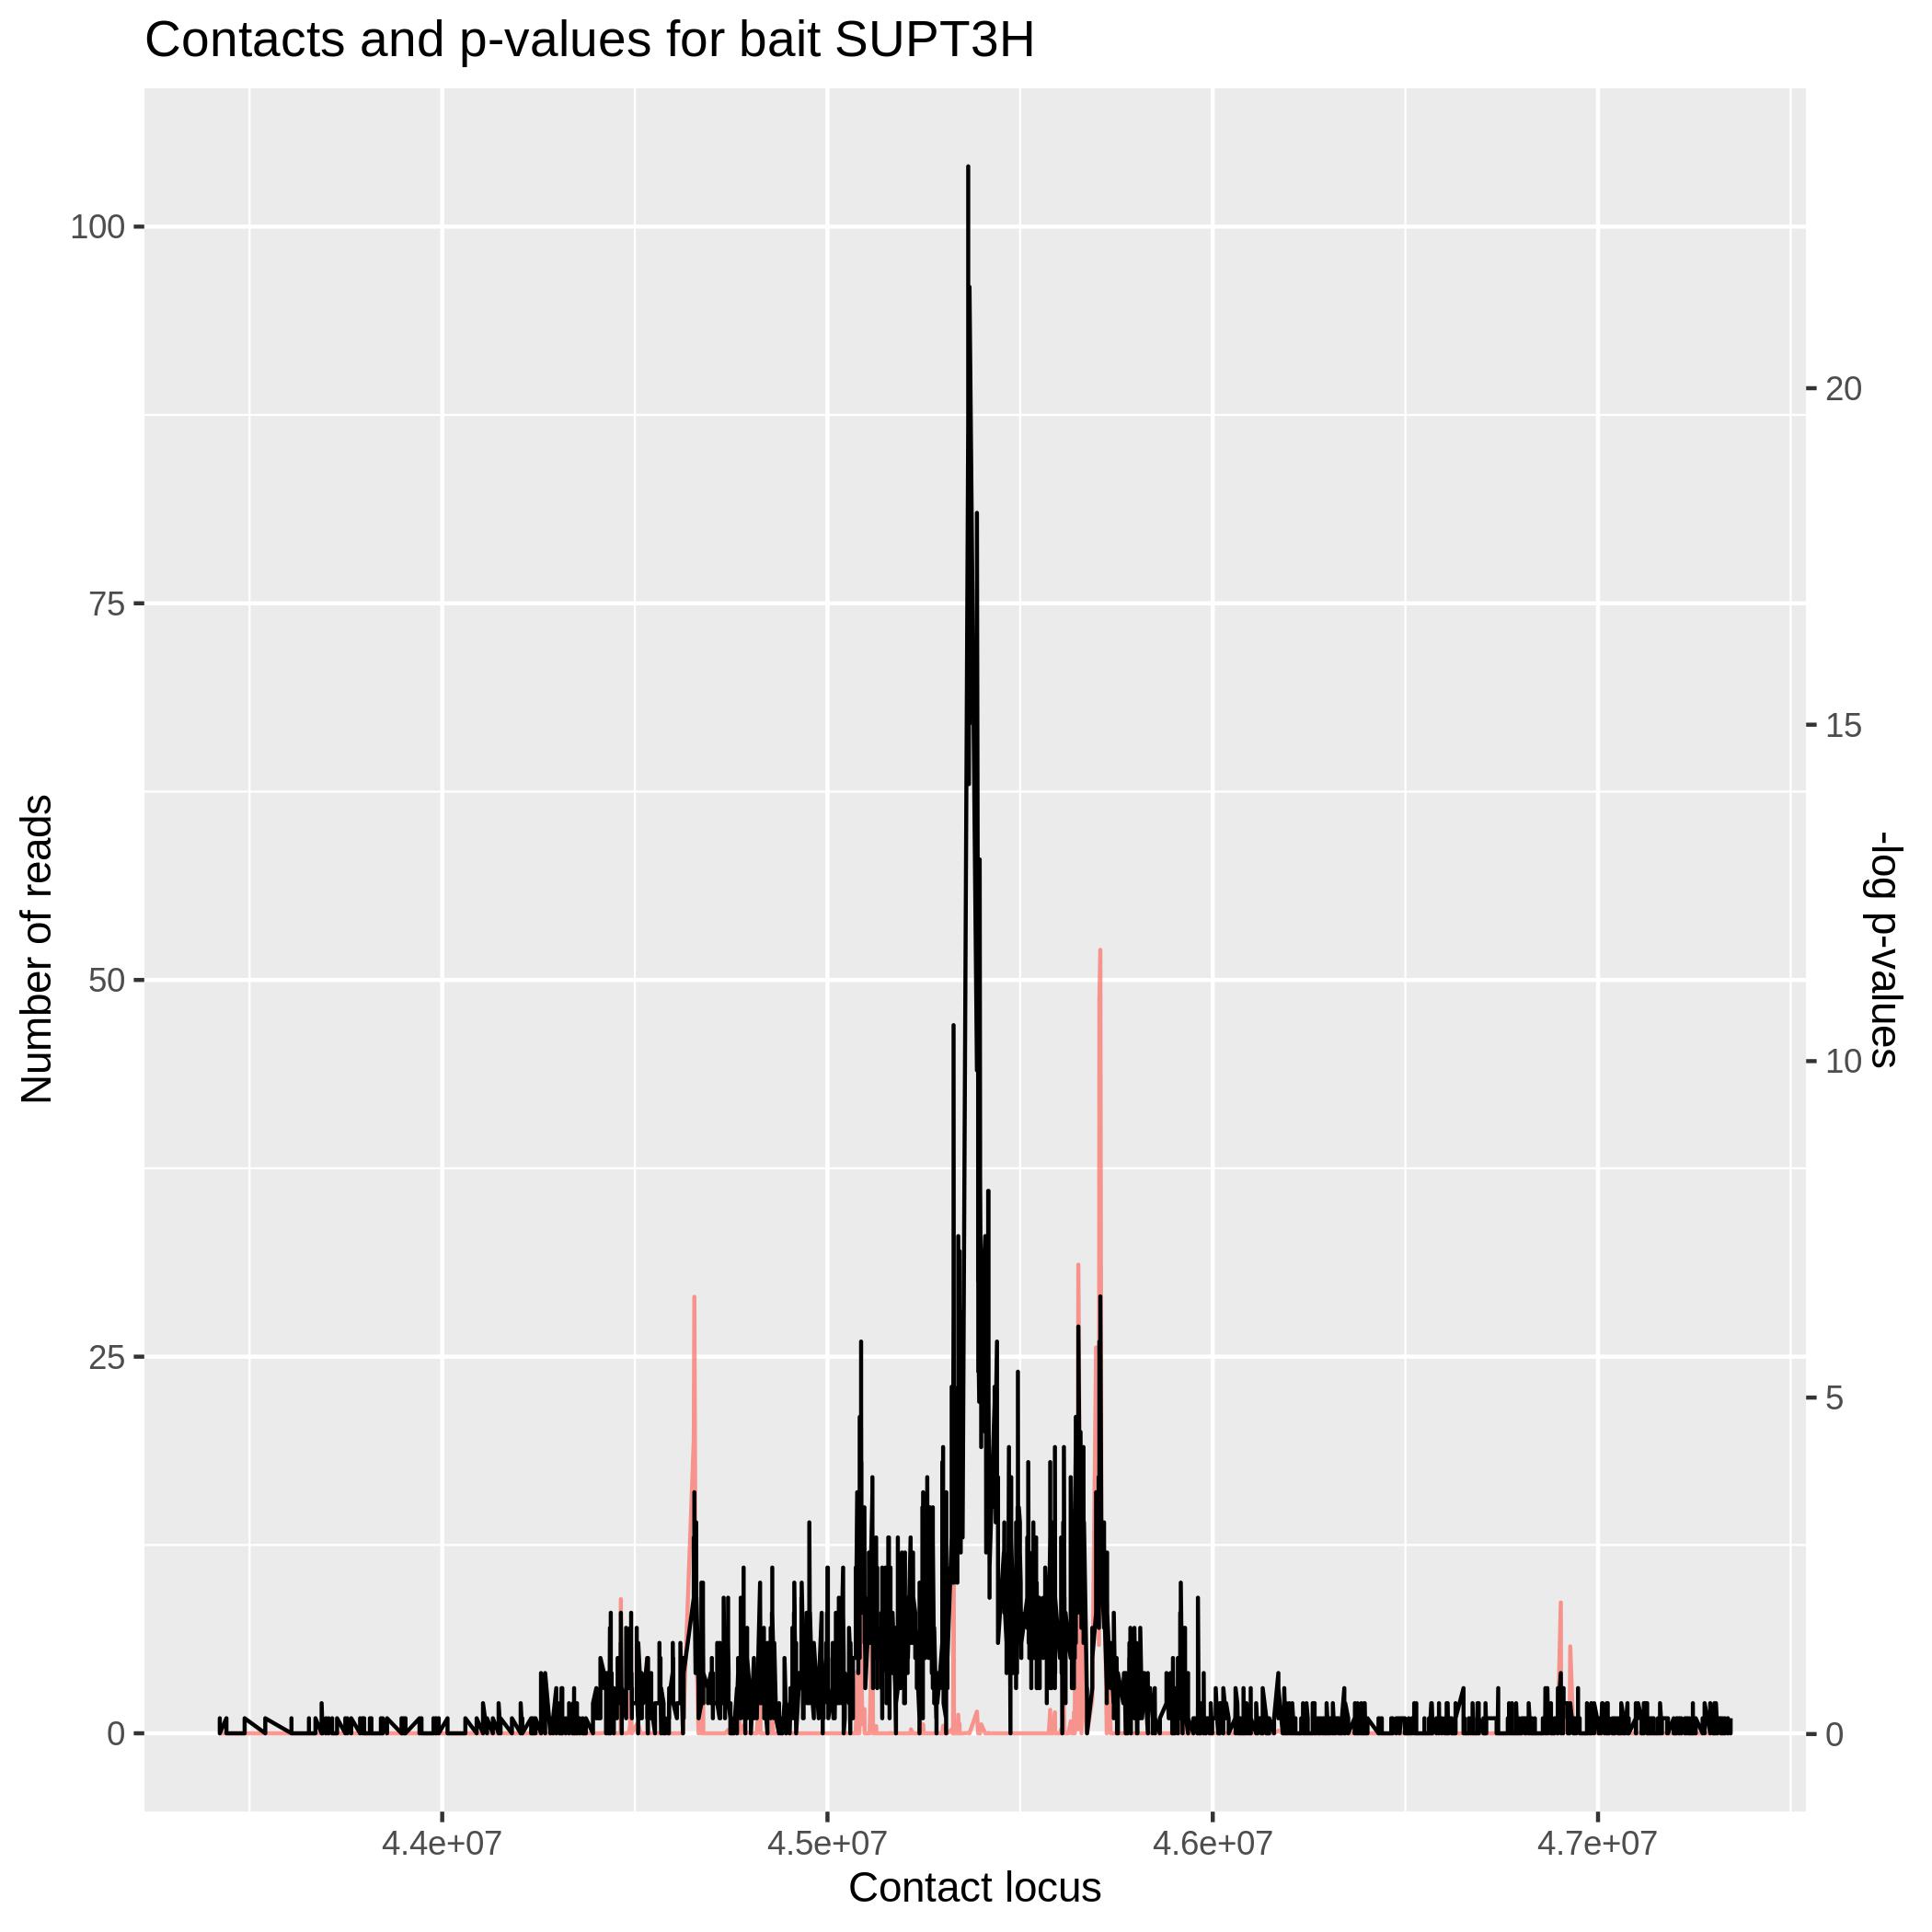 Contacts and p-values for bait SUPT3H
100
75
50
25
0
Number of reads
20
15
10
5
0
-log p-values
4.4e+07
4.5e+07
4.6e+07
4.7e+07
Contact locus